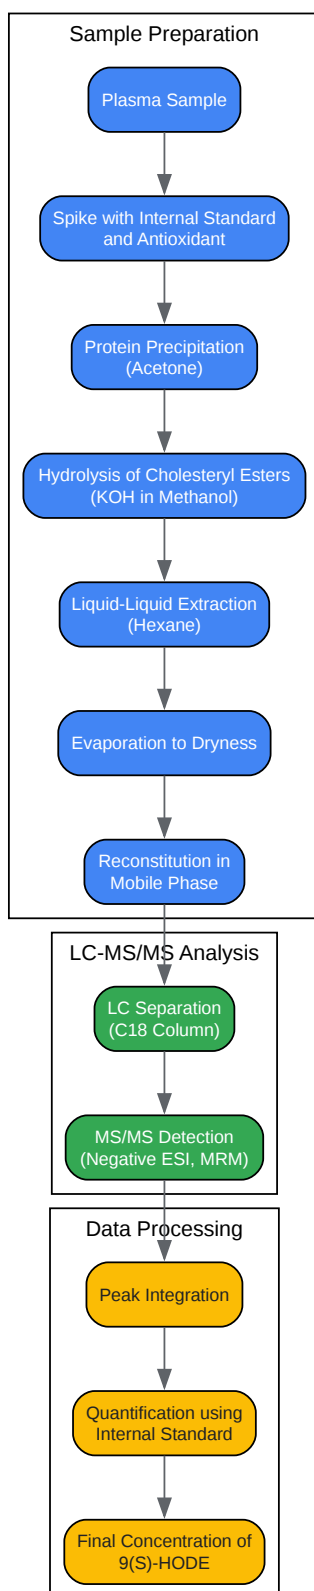 Sample Preparation
Plasma Sample
Spike with Internal Standard
and Antioxidant
Protein Precipitation
(Acetone)
Hydrolysis of Cholesteryl Esters
(KOH in Methanol)
Liquid-Liquid Extraction
(Hexane)
Evaporation to Dryness
Reconstitution in
Mobile Phase
LC-MS/MS Analysis
LC Separation
(C18 Column)
MS/MS Detection
(Negative ESI, MRM)
Data Processing
Peak Integration
Quantification using
Internal Standard
Final Concentration of
9(S)-HODE